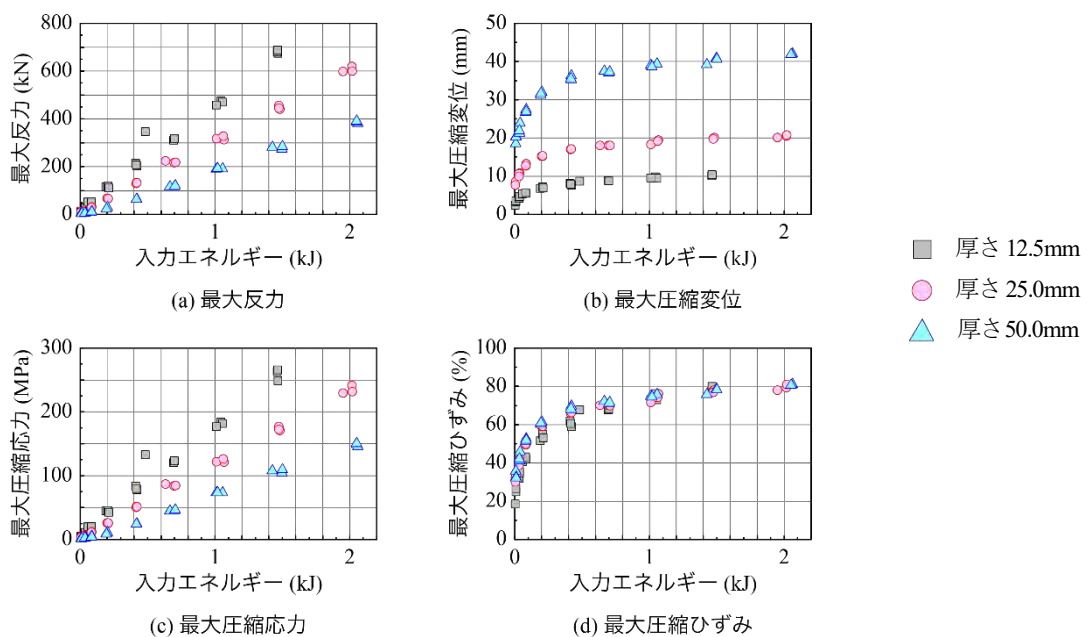 800
600
400
200
0
最大反力 (kN)
0 1 2
入力エネルギー (kJ)
(a) 最大反力
50
40
30
20
10
0
最大圧縮変位 (mm)
0 1 2
入力エネルギー (kJ)
(b) 最大圧縮変位
厚さ 12.5mm
厚さ 25.0mm
厚さ 50.0mm
300
250
200
150
100
50
0
最大圧縮応力 (MPa)
0 1 2
入力エネルギー (kJ)
(c) 最大圧縮応力
100
80
60
40
20
0
最大圧縮ひずみ (%)
0 1 2
入力エネルギー (kJ)
(d) 最大圧縮ひずみ